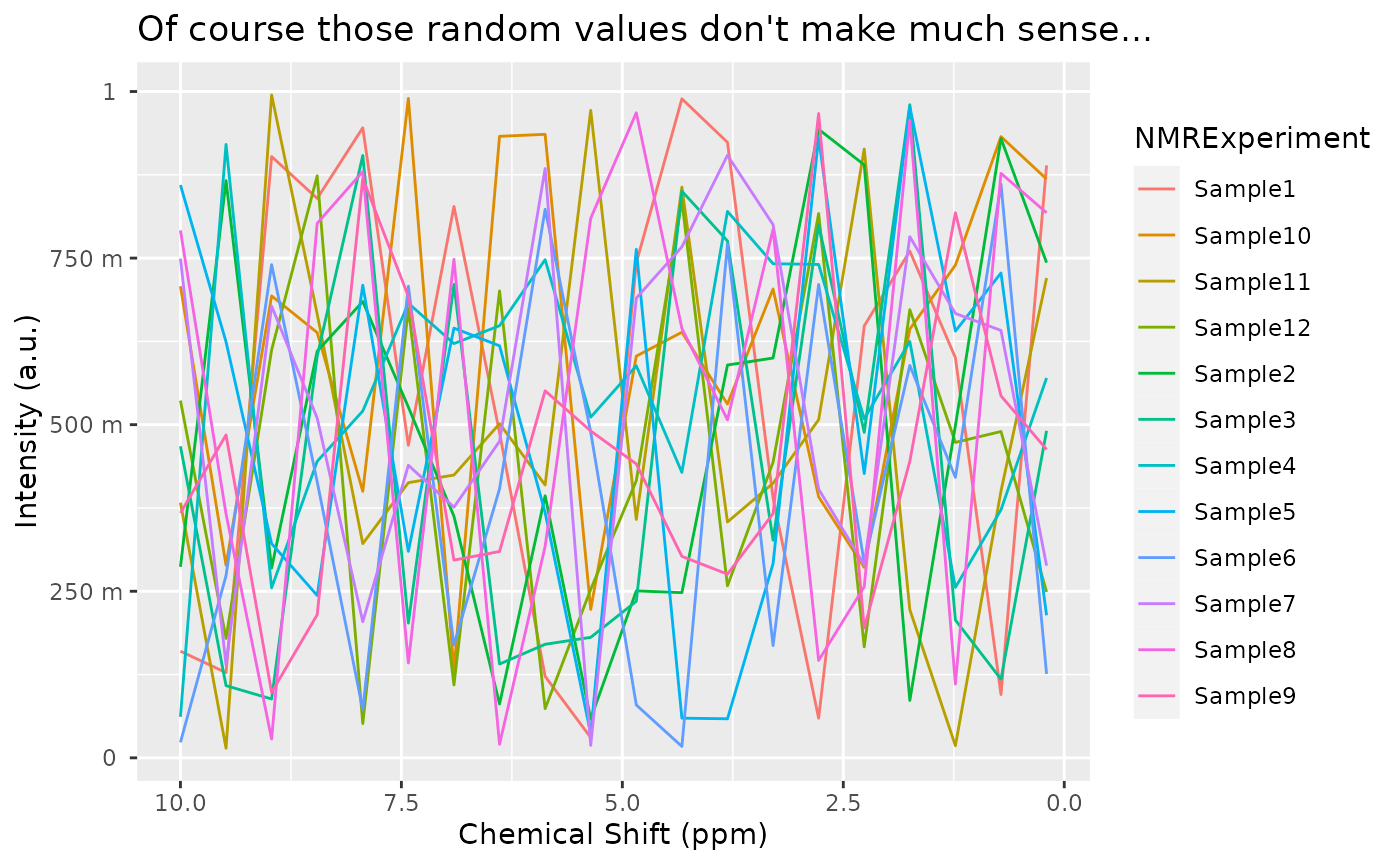 Of course those random values don't make much sense...
Intensity (a.u.)
1
750 m
500 m
250 m
0
10.0 7.5 5.0 2.5 0.0
Chemical Shift (ppm)
NMRExperiment
Sample1
Sample10
Sample11
Sample12
Sample2
Sample3
Sample4
Sample5
Sample6
Sample7
Sample8
Sample9